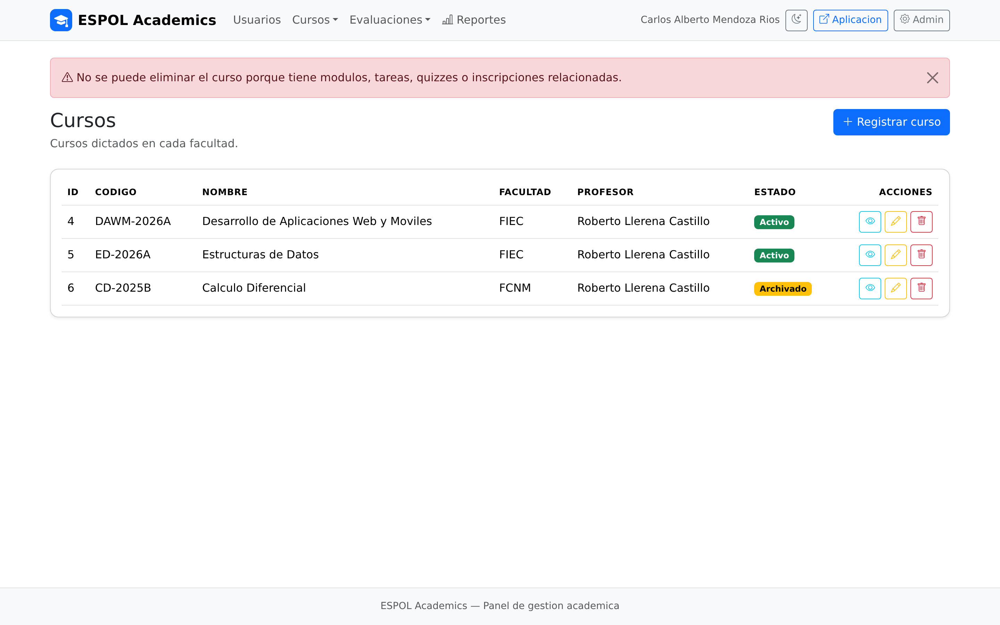 ESPOL Academics Usuarios Cursos Evaluaciones Reportes Carlos Alberto Mendoza Rios Aplicacion Admin
No se puede eliminar el curso porque tiene modulos, tareas, quizzes o inscripciones relacionadas.
Cursos
Registrar curso
Cursos dictados en cada facultad.
ID CODIGO NOMBRE FACULTAD PROFESOR ESTADO ACCIONES
4 DAWM-2026A Desarrollo de Aplicaciones Web y Moviles FIEC Roberto Llerena Castillo Activo
5 ED-2026A Estructuras de Datos FIEC Roberto Llerena Castillo Activo
6 CD-2025B Calculo Diferencial FCNM Roberto Llerena Castillo Archivado
ESPOL Academics — Panel de gestion academica